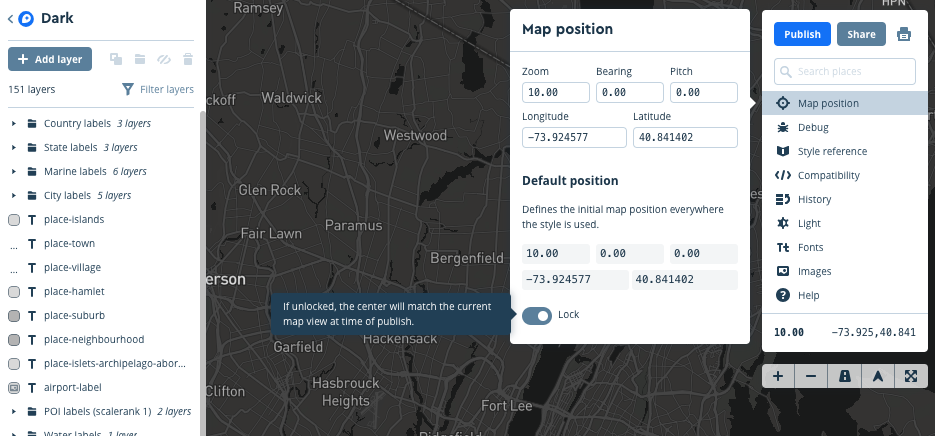 Dark
Add layer
151 layers
Filter layers
Country labels 3 layers
State labels 3 layers
Marine labels 6 layers
City labels 5 layers
place-islands
place-town
place-village
place-hamlet
place-suburb
place-neighbourhood
place-islets-archipelago-abor...
airport-label
POI labels (scalerank 1) 2 layers
Water labels 1 layer
Ramsey
ckoff
Waldwick
Westwood
Glen Rock
Paramus
Fair Lawn
Bergenfield
erson
Hackensack
Garfield
Clifton
Hasbrouck
Heights
Fort Lee
Ridgefield
HPN
If unlocked, the center will match the current
map view at time of publish.
Map position
Zoom
Bearing
Pitch
10.00
0.00
0.00
Longitude
Latitude
-73.924577
40.841402
Default position
Defines the initial map position everywhere
the style is used.
10.00
0.00
0.00
-73.924577
40.841402
Lock
Publish
Share
Search places
Map position
Debug
Style reference
Compatibility
History
Light
Fonts
Images
Help
10.00
-73.925,40.841